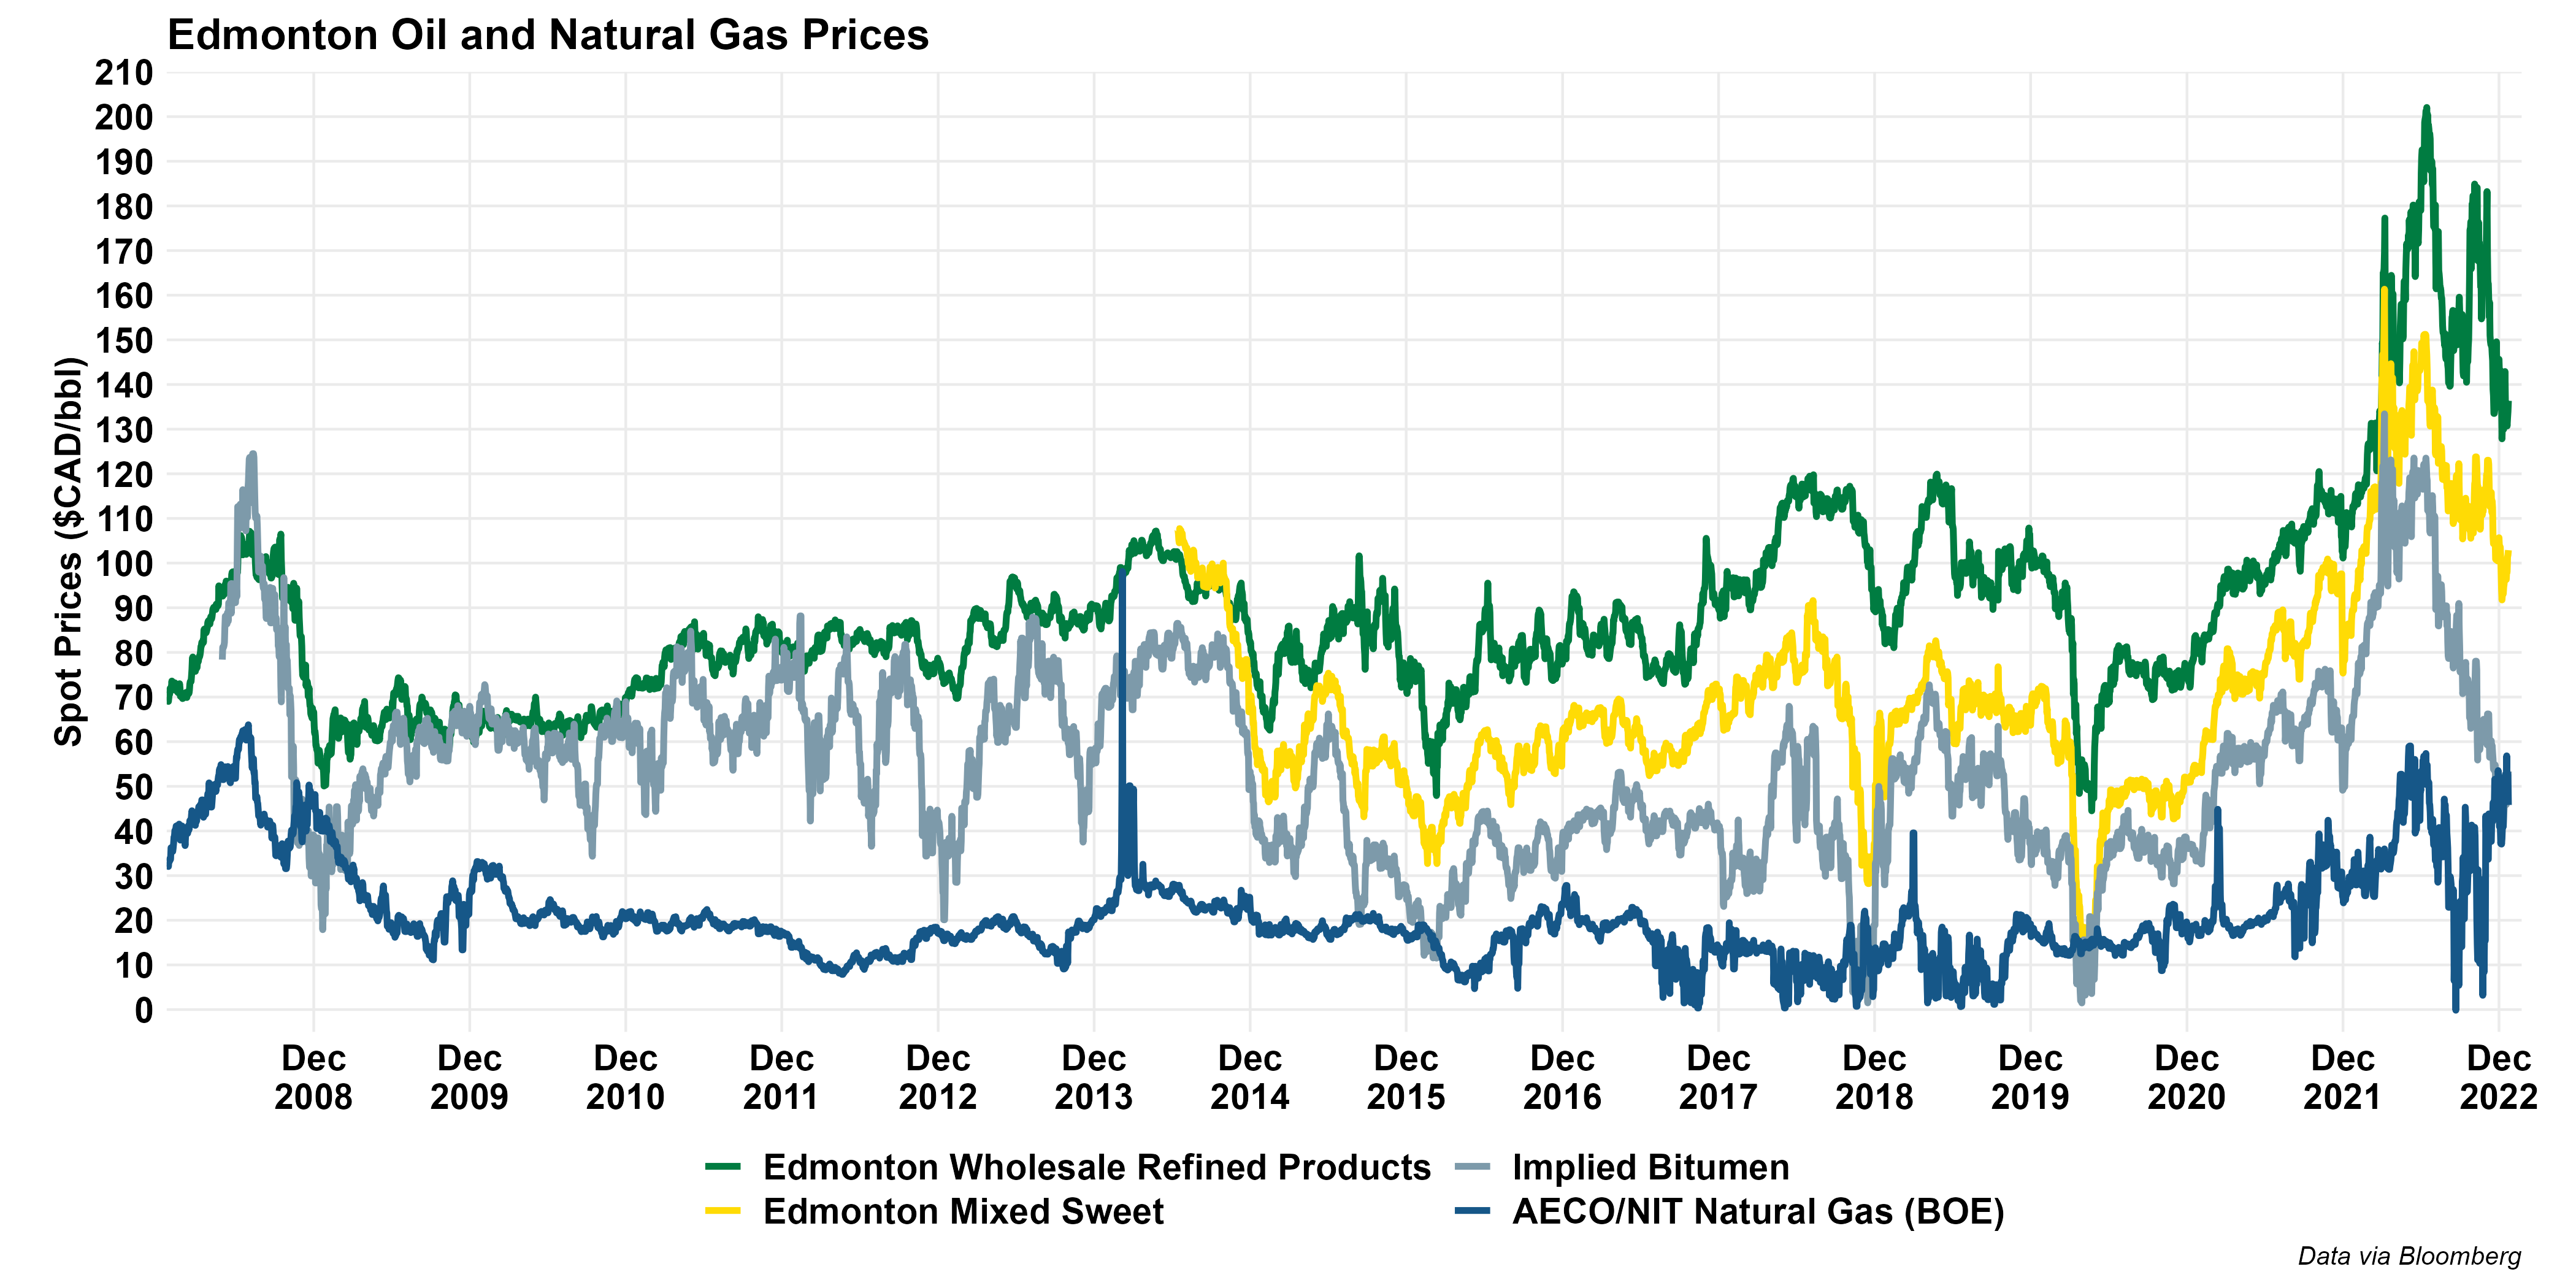 Edmonton Oil and Natural Gas Prices
210
200
190
180
170
160
150
140
130
120
110
100
90
80
70
60
50
40
30
20
10
0
Spot Prices ($CAD/bbl)
Dec 2008
Dec 2009
Dec 2010
Dec 2011
Dec 2012
Dec 2013
Dec 2014
Dec 2015
Dec 2016
Dec 2017
Dec 2018
Dec 2019
Dec 2020
Dec 2021
Dec 2022
Edmonton Wholesale Refined Products
Implied Bitumen
Edmonton Mixed Sweet
AECO/NIT Natural Gas (BOE)
Data via Bloomberg